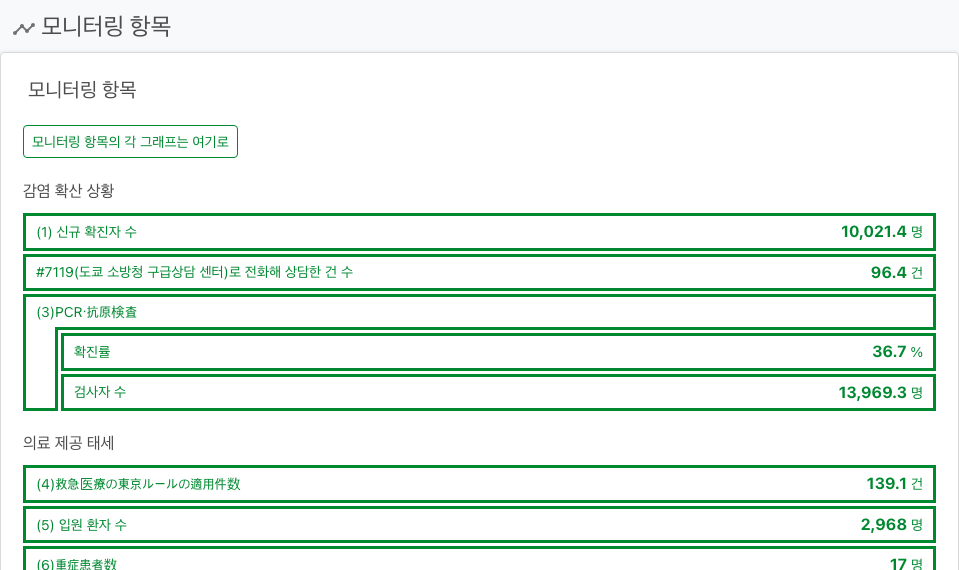 모니터링 항목
모니터링 항목
모니터링 항목의 각 그래프는 여기로
감염 확산 상황
(1) 신규 확진자 수 10,021.4 명
#7119(도쿄 소방청 구급상담 센터)로 전화해 상담한 건 수 96.4 건
(3)PCR·抗原検査
확진률 36.7 %
검사자 수 13,969.3 명
의료 제공 태세
(4)救急医療の東京ルールの適用件数 139.1 건
(5) 입원 환자 수 2,968 명
(6)重症患者数 17 명